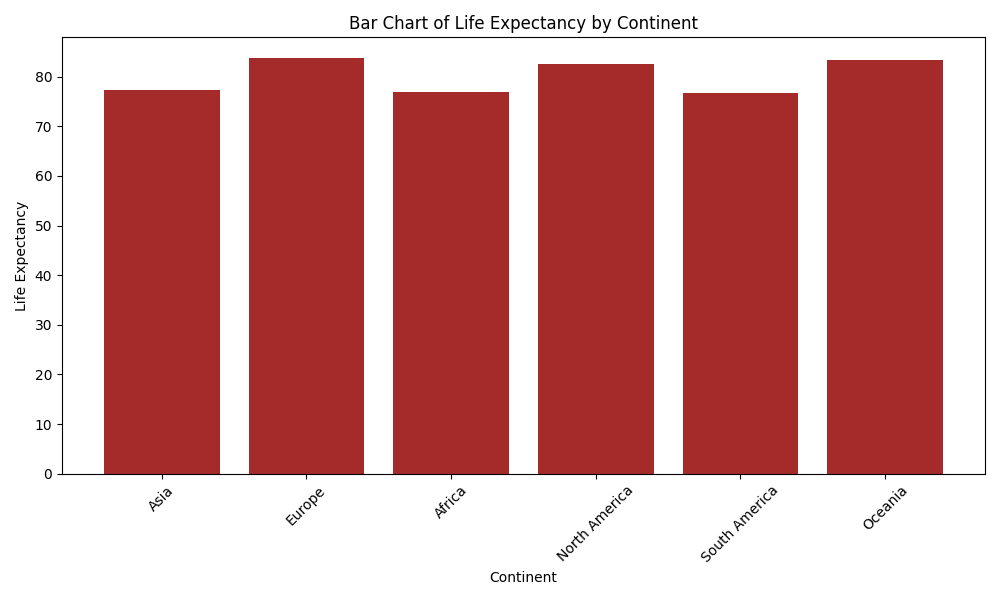 Bar Chart of Life Expectancy by Continent
Life Expectancy
80
70
60
50
40
30
20
10
0
Asia
Europe
Africa
North America
South America
Oceania
Continent